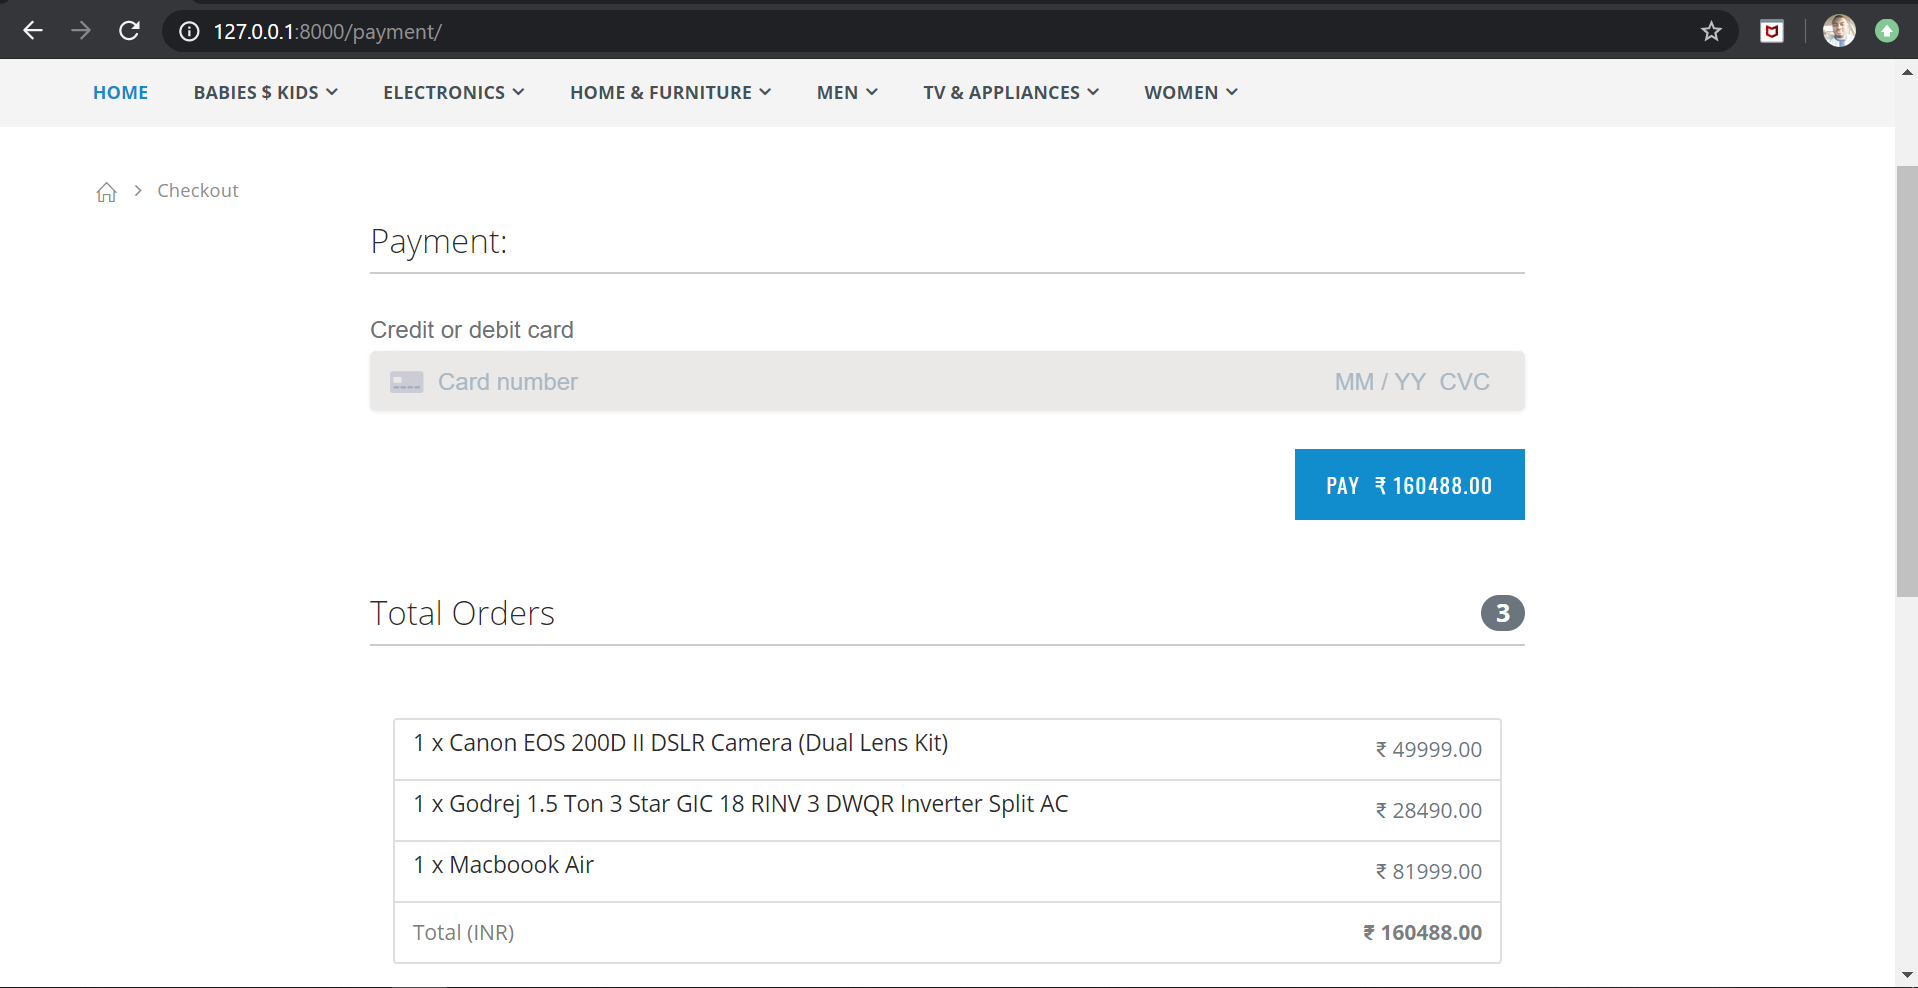 127.0.0.1:8000/payment/
HOME BABIES $ KIDS ELECTRONICS HOME & FURNITURE MEN TV & APPLIANCES WOMEN
Checkout
Payment:
Credit or debit card
Card number MM / YY CVC
PAY ₹ 160488.00
Total Orders 3
1 x Canon EOS 200D II DSLR Camera (Dual Lens Kit) ₹ 49999.00
1 x Godrej 1.5 Ton 3 Star GIC 18 RINV 3 DWQR Inverter Split AC ₹ 28490.00
1 x Macboook Air ₹ 81999.00
Total (INR) ₹ 160488.00